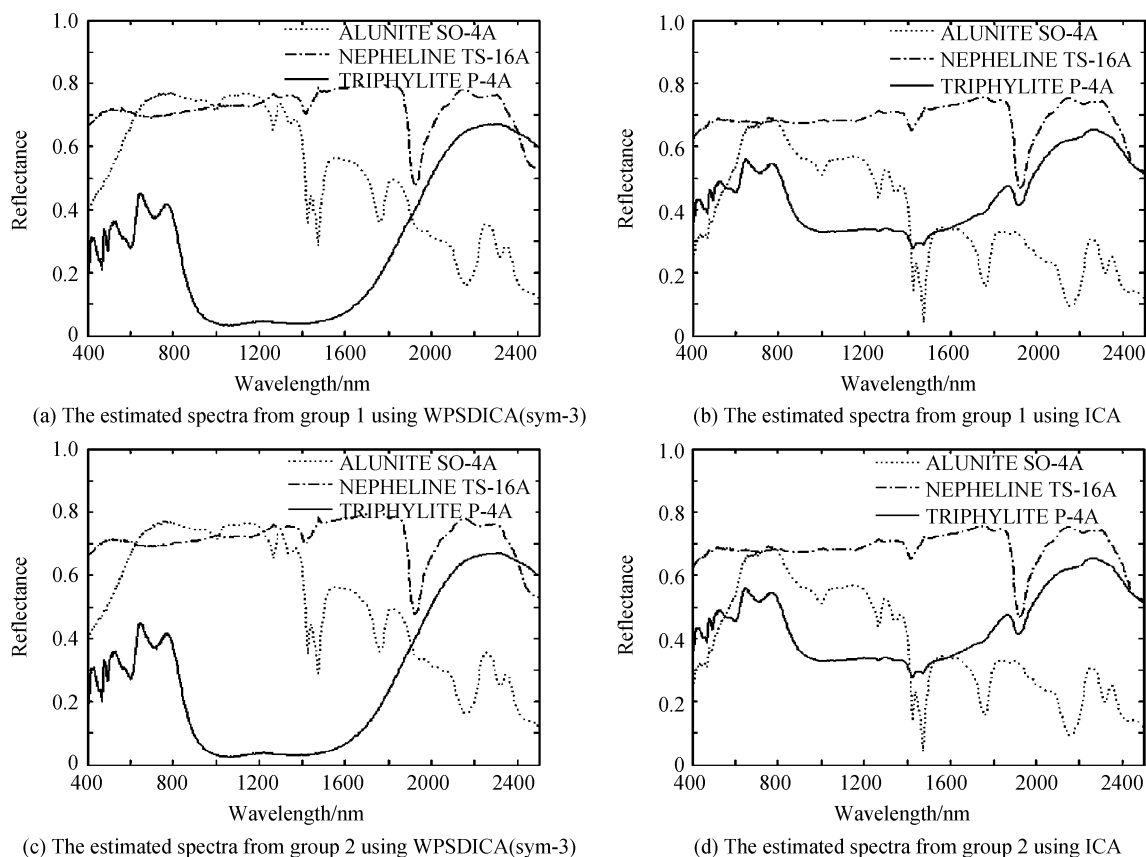 1.0
0.8
0.6
0.4
0.2
0
Reflectance
ALUNITE SO-4A
NEPHELINE TS-16A
TRIPHYLITE P-4A
400 800 1200 1600 2000 2400
Wavelength/nm
(a) The estimated spectra from group 1 using WPSDICA(sym-3)
1.0
0.8
0.6
0.4
0.2
0
Reflectance
ALUNITE SO-4A
NEPHELINE TS-16A
TRIPHYLITE P-4A
400 800 1200 1600 2000 2400
Wavelength/nm
(b) The estimated spectra from group 1 using ICA
1.0
0.8
0.6
0.4
0.2
0
Reflectance
ALUNITE SO-4A
NEPHELINE TS-16A
TRIPHYLITE P-4A
400 800 1200 1600 2000 2400
Wavelength/nm
(c) The estimated spectra from group 2 using WPSDICA(sym-3)
1.0
0.8
0.6
0.4
0.2
0
Reflectance
ALUNITE SO-4A
NEPHELINE TS-16A
TRIPHYLITE P-4A
400 800 1200 1600 2000 2400
Wavelength/nm
(d) The estimated spectra from group 2 using ICA